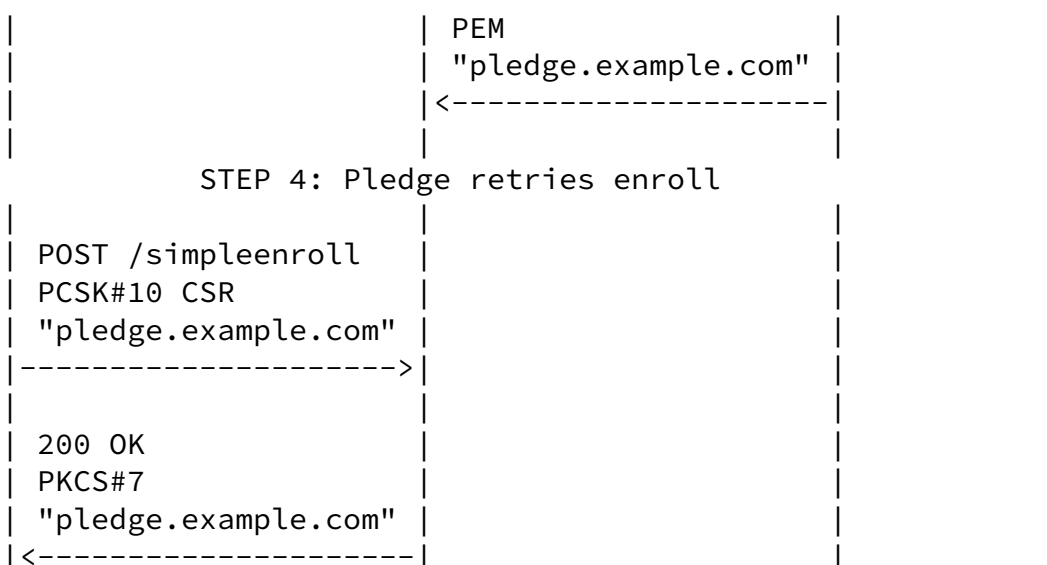 PEM
"pledge.example.com"
<---------------------
STEP 4: Pledge retries enroll
POST /simpleenroll
PCSK#10 CSR
"pledge.example.com"
--------------------->
200 OK
PKCS#7
"pledge.example.com"
<---------------------